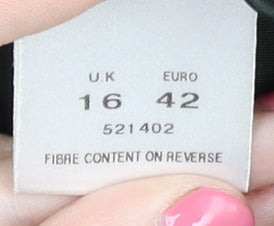 U.K EURO
16 42
521402
FIBRE CONTENT ON REVERSE